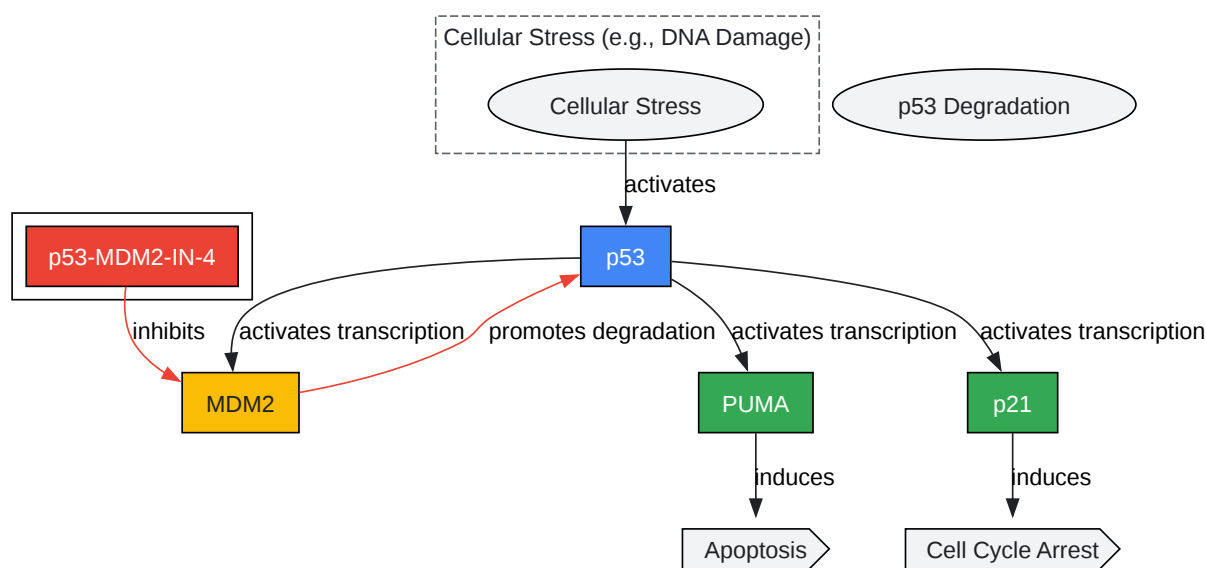 Cellular Stress (e.g., DNA Damage)
Cellular Stress
p53 Degradation
activates
p53-MDM2-IN-4
p53
inhibits
activates transcription
promotes degradation
activates transcription
activates transcription
MDM2
PUMA
p21
induces
induces
Apoptosis
Cell Cycle Arrest